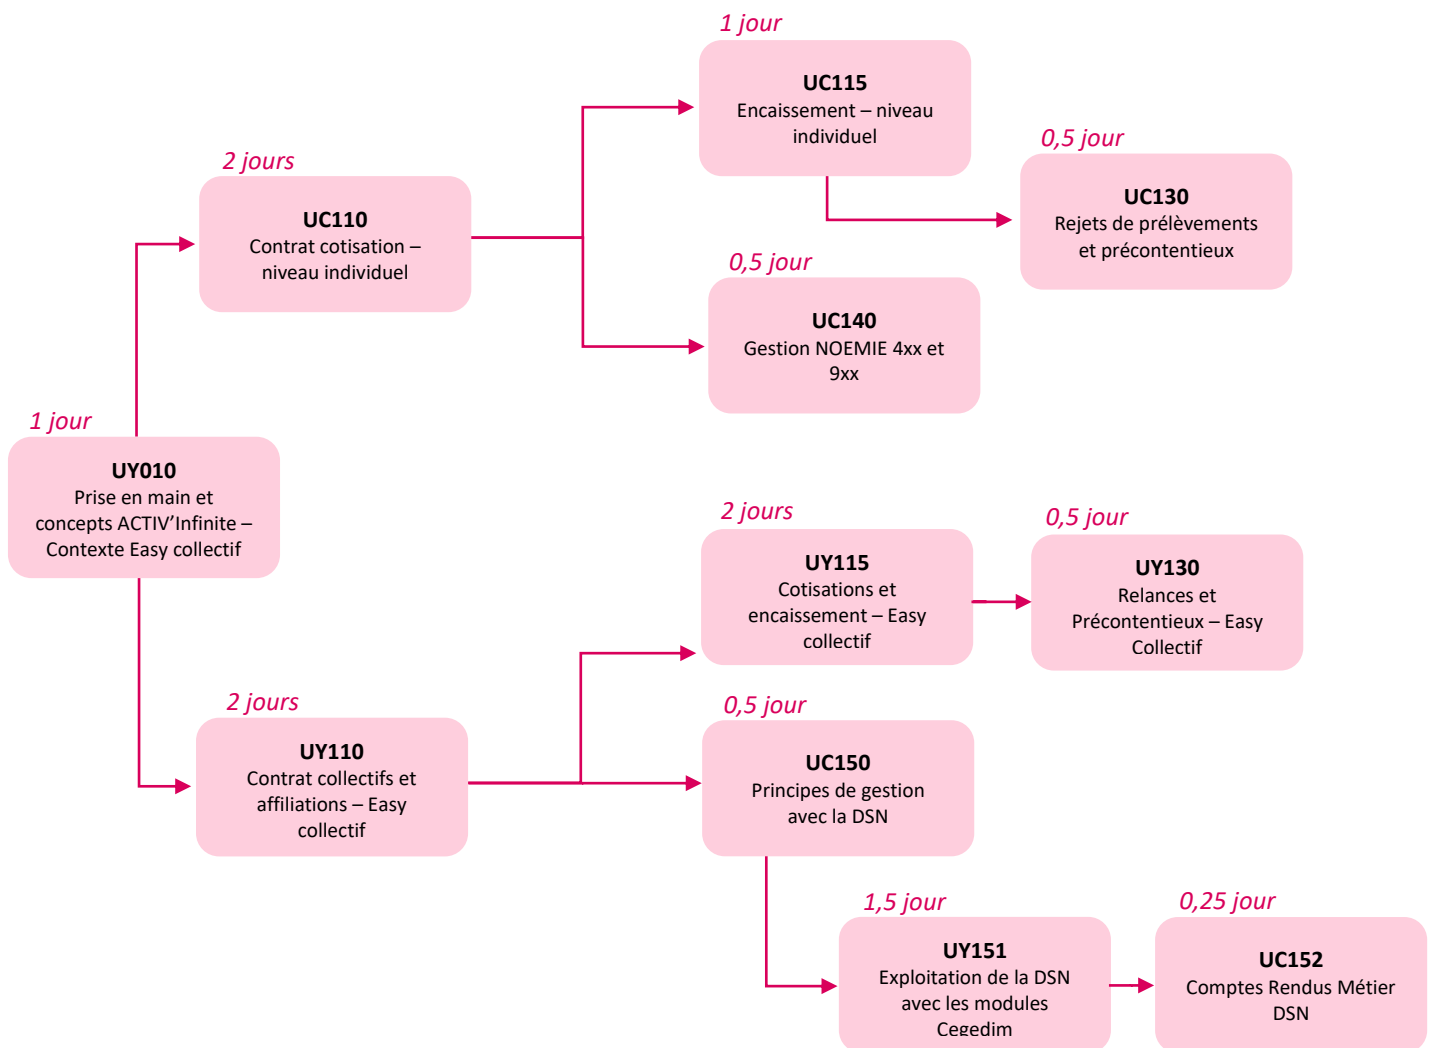 1 jour
UC115
Encaissement – niveau
individuel
0,5 jour
UC130
Rejets de prélèvements
et précontentieux
2 jours
UC110
Contrat cotisation –
niveau individuel
0,5 jour
UC140
Gestion NOEMIE 4xx et
9xx
1 jour
UY010
Prise en main et
concepts ACTIV’Infinite –
Contexte Easy collectif
2 jours
UY115
Cotisations et
encaissement – Easy
collectif
0,5 jour
UY130
Relances et
Précontentieux – Easy
Collectif
2 jours
UY110
Contrat collectifs et
affiliations – Easy
collectif
0,5 jour
UC150
Principes de gestion
avec la DSN
1,5 jour
UY151
Exploitation de la DSN
avec les modules
Cegedim
0,25 jour
UC152
Comptes Rendus Métier
DSN